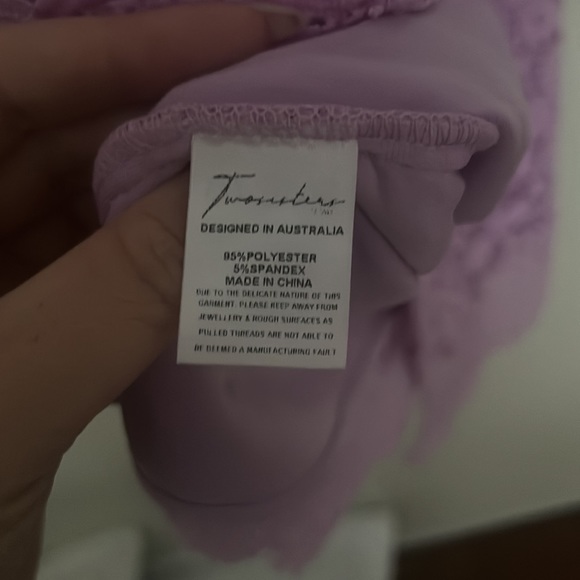 Twosisters
DESIGNED IN AUSTRALIA
95%POLYESTER
5%SPANDEX
MADE IN CHINA
DUE TO THE DELICATE NATURE OF THIS
GARMENT. PLEASE KEEP AWAY FROM
JEWELLERY & ROUGH SURFACES AS
PULLED THREADS ARE NOT ABLE TO
BE DEEMED A MANUFACTURING FAULT